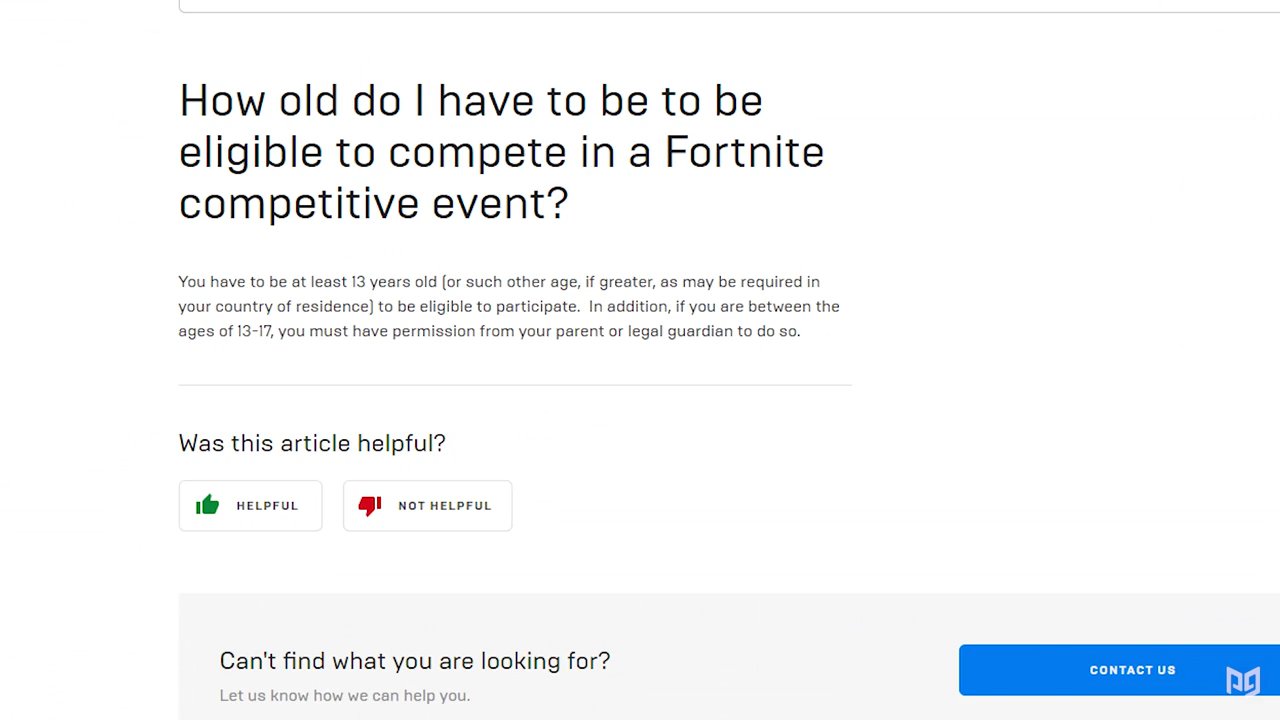 How old do I have to be to be
eligible to compete in a Fortnite
competitive event?
You have to be at least 13 years old (or such other age, if greater, as may be required in
your country of residence) to be eligible to participate.  In addition, if you are between the
ages of 13-17, you must have permission from your parent or legal guardian to do so.
Was this article helpful?
HELPFUL
NOT HELPFUL
Can't find what you are looking for?
Let us know how we can help you.
CONTACT US